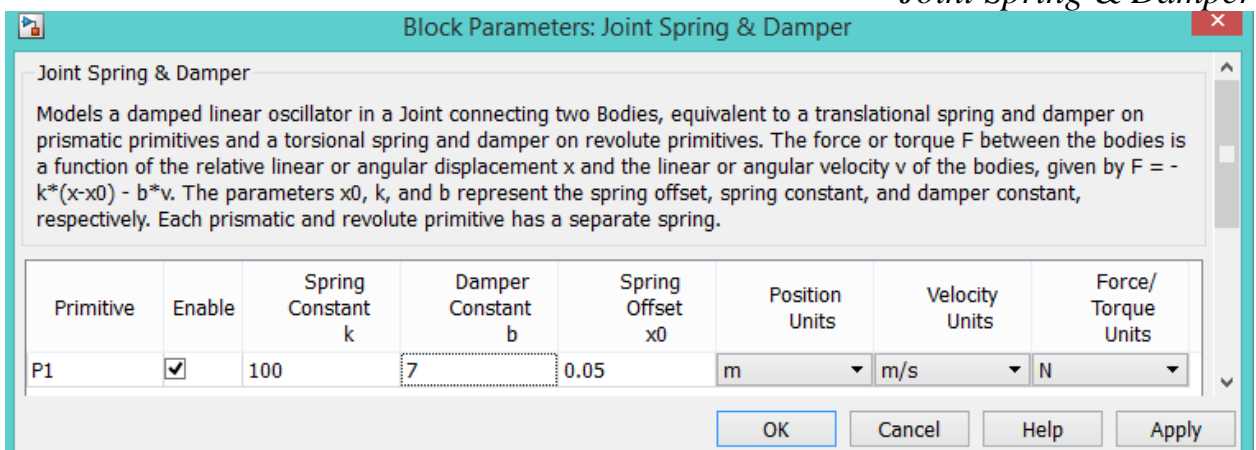 Joint Spring & Damper
Block Parameters: Joint Spring & Damper
Joint Spring & Damper
Models a damped linear oscillator in a Joint connecting two Bodies, equivalent to a translational spring and damper on
prismatic primitives and a torsional spring and damper on revolute primitives. The force or torque F between the bodies is
a function of the relative linear or angular displacement x and the linear or angular velocity v of the bodies, given by F = -
k*(x-x0) - b*v. The parameters x0, k, and b represent the spring offset, spring constant, and damper constant,
respectively. Each prismatic and revolute primitive has a separate spring.
Primitive Enable Spring Constant k Damper Constant b Spring Offset x0 Position Units Velocity Units Force/ Torque Units
P1 100 7 0.05 m m/s N
OK Cancel Help Apply